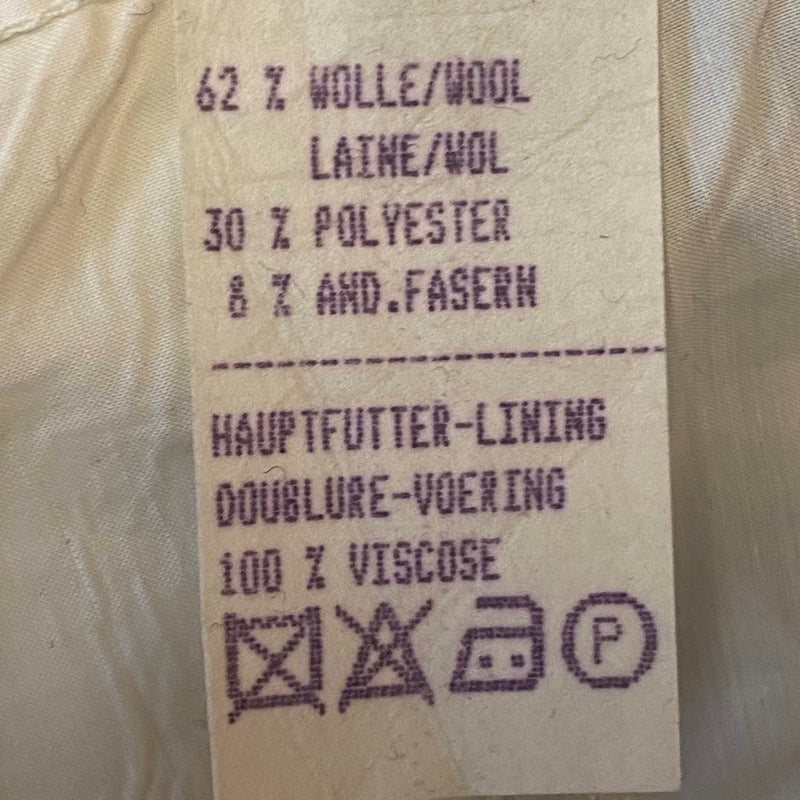 62 % WOLLE/WOOL
LAINE/WOL
30 % POLYESTER
8 % AND.FASERN
--------------------------
HAUPTFUTTER-LINING
DOUBLURE-VOERING
100 % VISCOSE
P